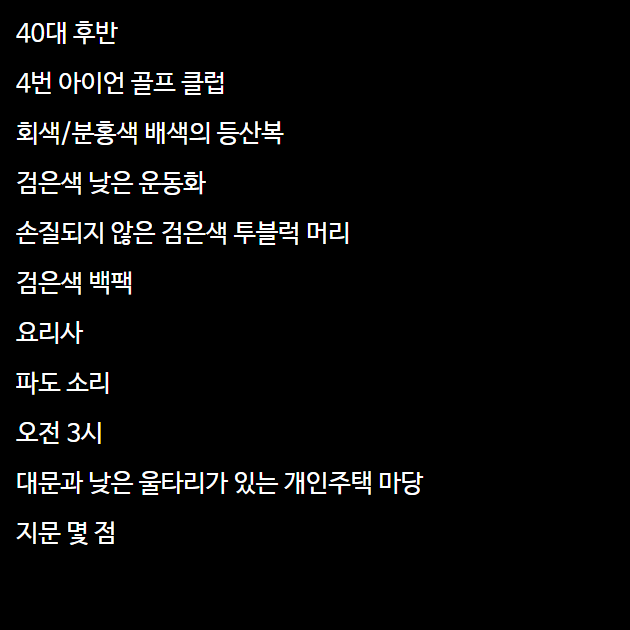 40대 후반
4번 아이언 골프 클럽
회색/분홍색 배색의 등산복
검은색 낮은 운동화
손질되지 않은 검은색 투블럭 머리
검은색 백팩
요리사
파도 소리
오전 3시
대문과 낮은 울타리가 있는 개인주택 마당
지문 몇 점